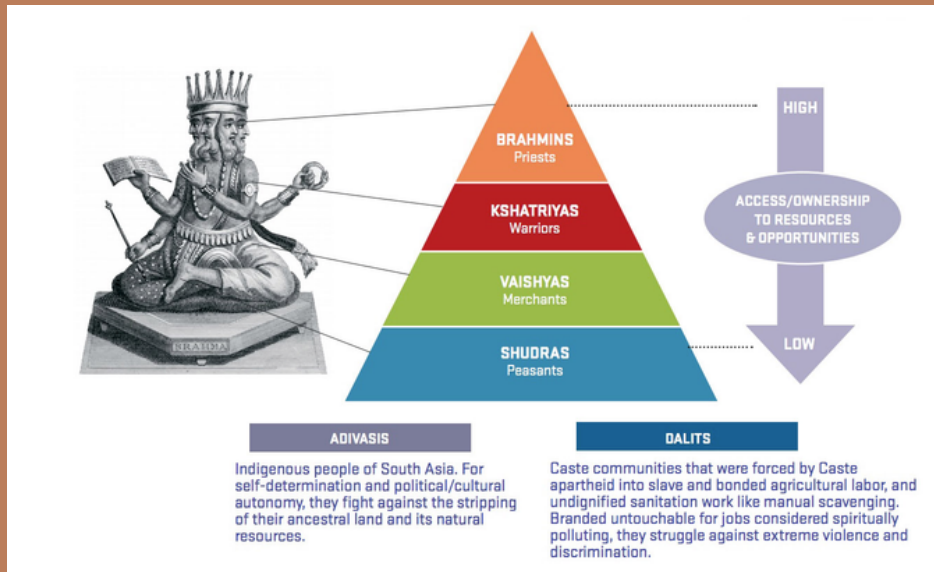 BRAHMA
BRAHMINS
Priests
KSHATRIYAS
Warriors
VAISHYAS
Merchants
SHUDRAS
Peasants
HIGH
ACCESS/OWNERSHIP
TO RESOURCES
& OPPORTUNITIES
LOW
ADIVASIS
Indigenous people of South Asia. For
self-determination and political/cultural
autonomy, they fight against the stripping
of their ancestral land and its natural
resources.
DALITS
Caste communities that were forced by Caste
apartheid into slave and bonded agricultural labor, and
undignified sanitation work like manual scavenging.
Branded untouchable for jobs considered spiritually
polluting, they struggle against extreme violence and
discrimination.